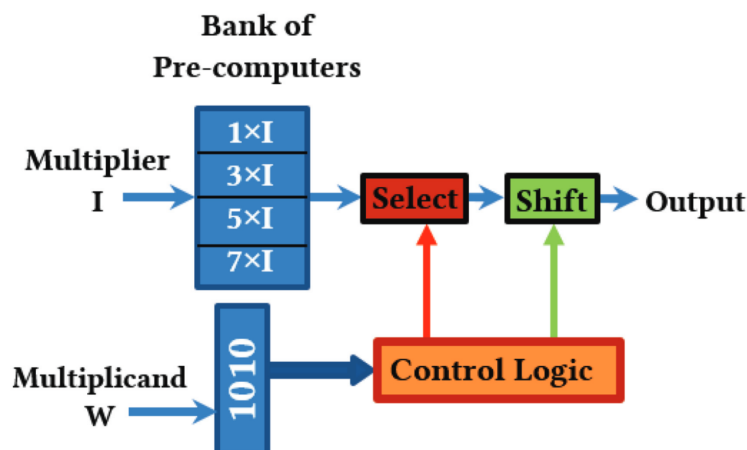 Bank of
Pre-computers
1×I
3×I
5×I
7×I
Multiplier
I
Select
Shift
Output
Multiplicand
W
1010
Control Logic